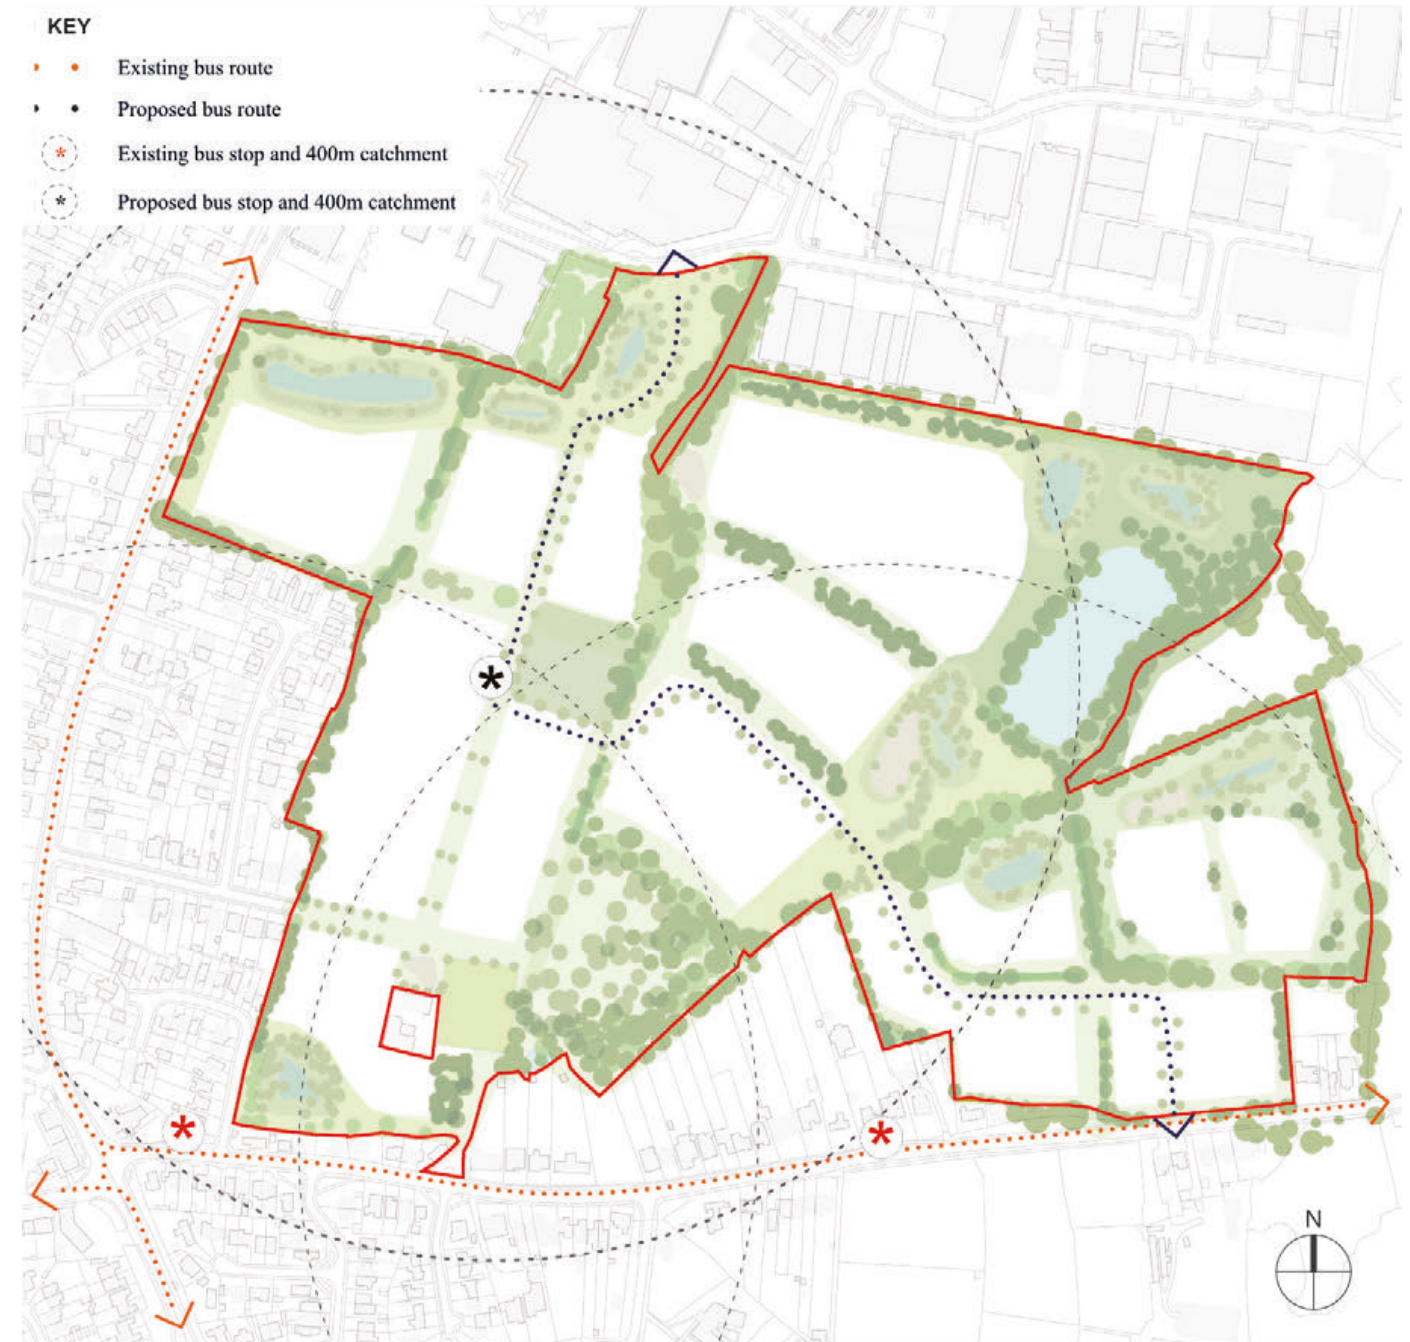 KEY
Existing bus route
Proposed bus route
Existing bus stop and 400m catchment
Proposed bus stop and 400m catchment
N